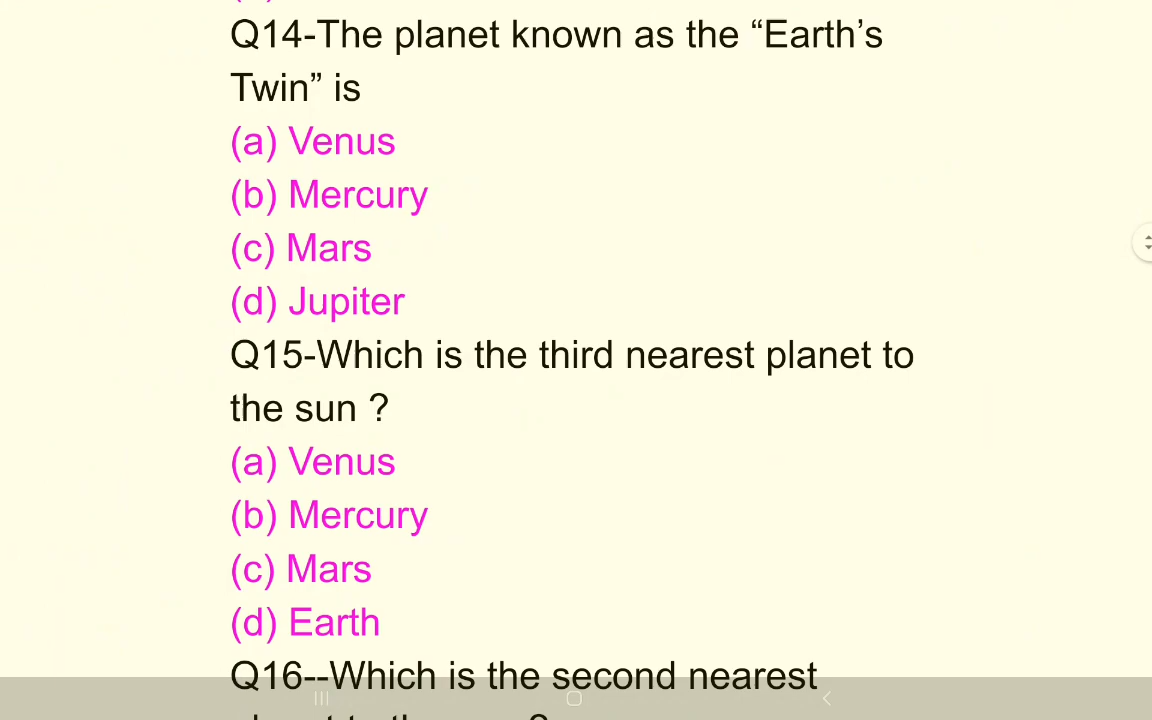 Q14-The planet known as the “Earth’s
Twin” is
(a) Venus
(b) Mercury
(c) Mars
(d) Jupiter
Q15-Which is the third nearest planet to
the sun ?
(a) Venus
(b) Mercury
(c) Mars
(d) Earth
Q16--Which is the second nearest